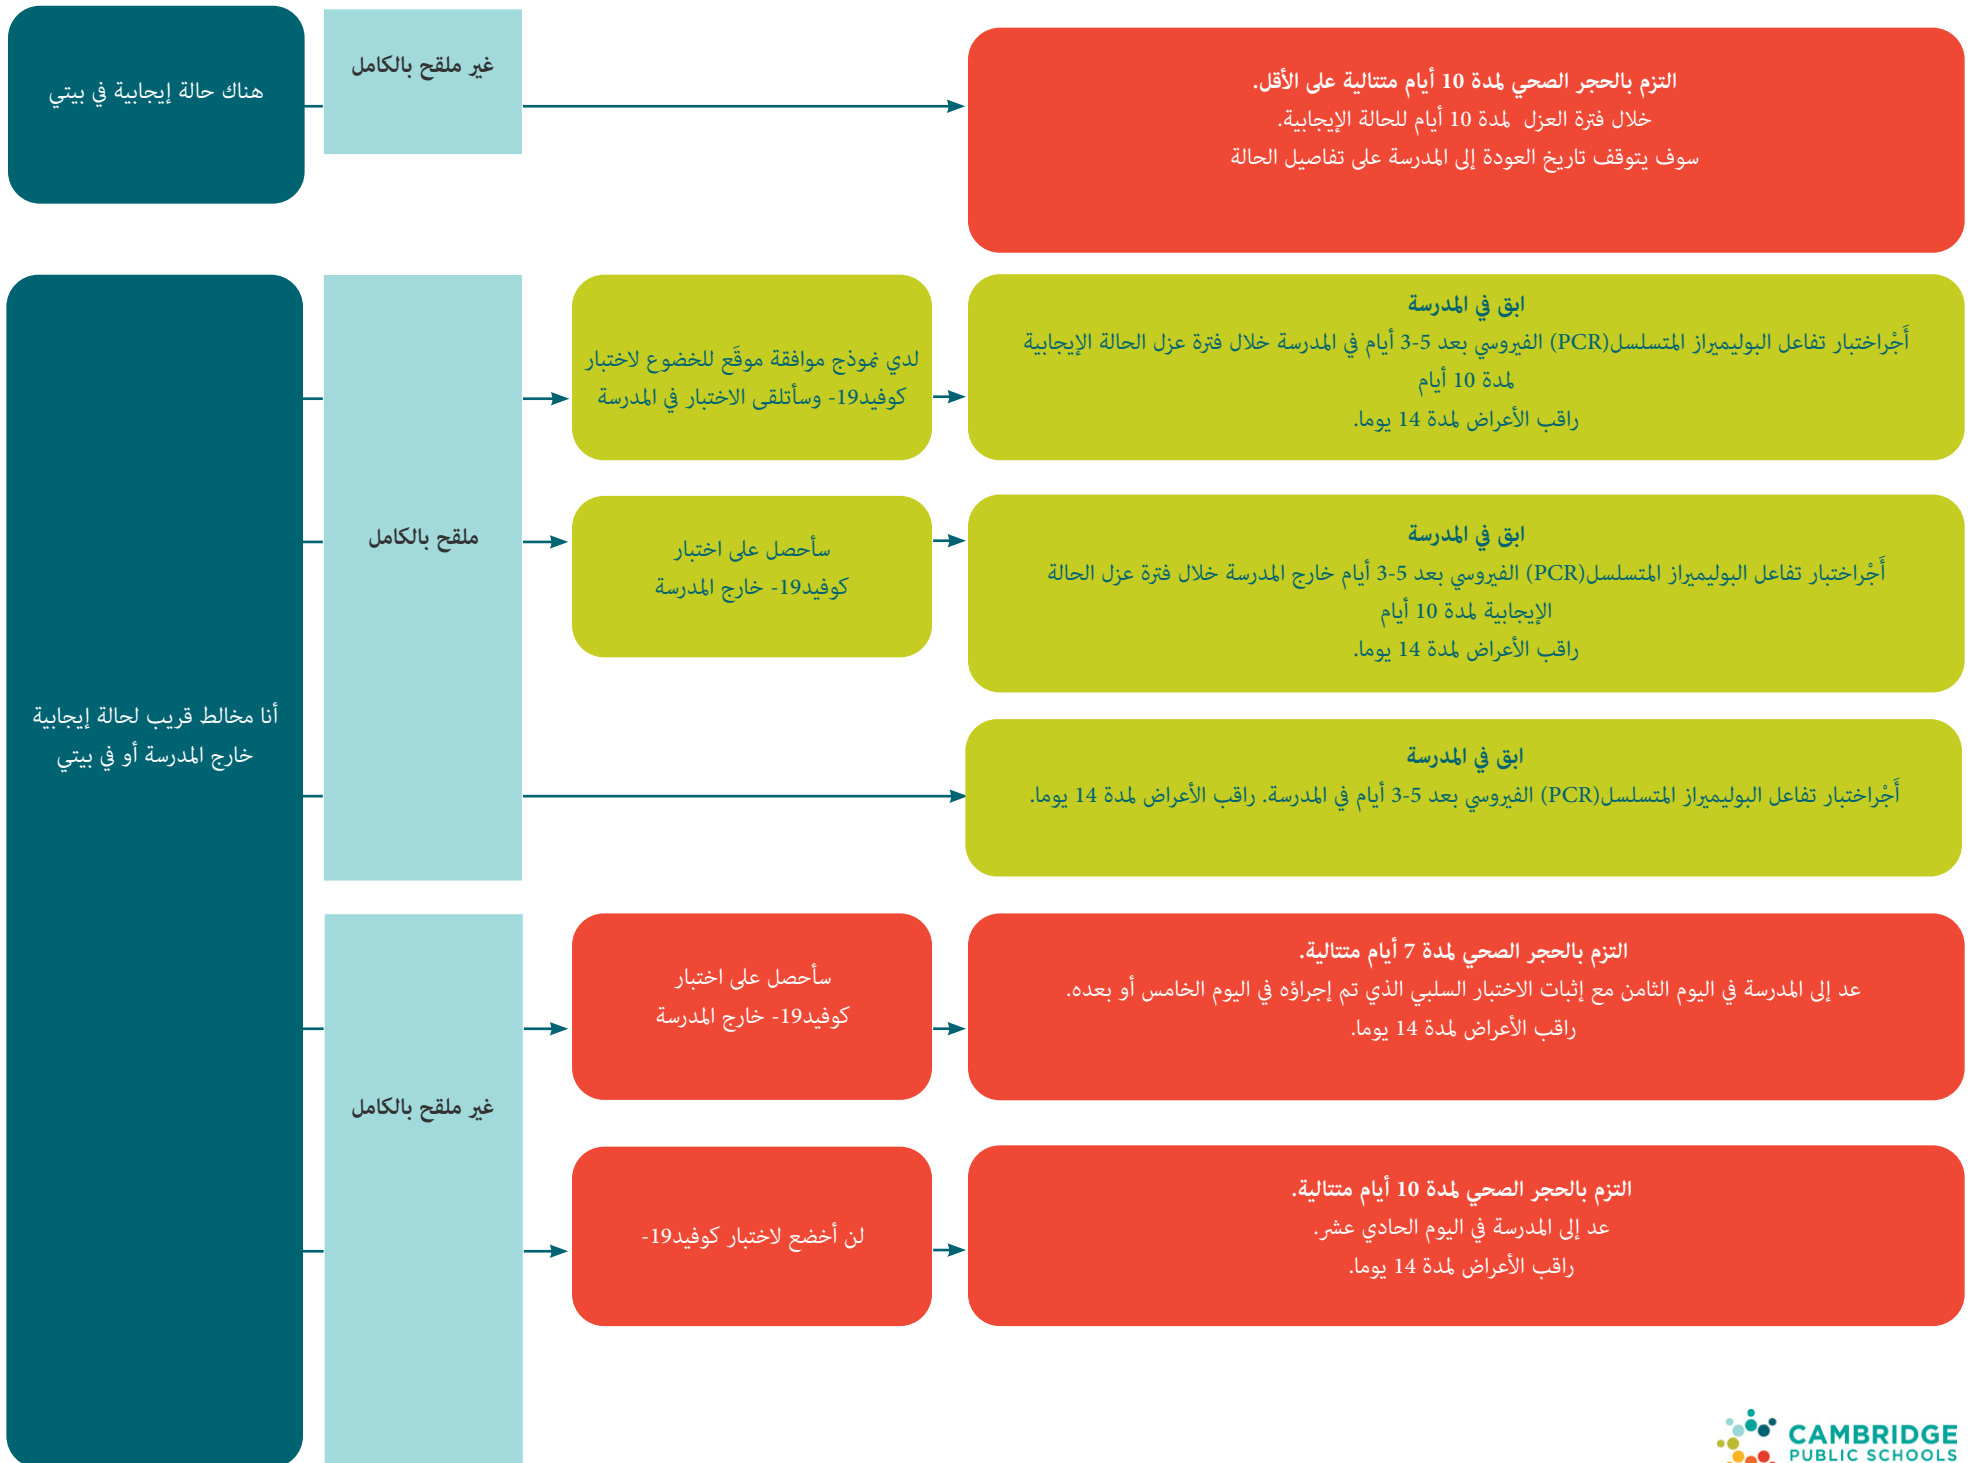 هناك حالة إيجابية في بيتي
غير ملقح بالكامل
التزم بالحجر الصحي لمدة 10 أيام متتالية على الأقل.
خلال فترة العزل لمدة 10 أيام للحالة الإيجابية.
سوف يتوقف تاريخ العودة إلى المدرسة على تفاصيل الحالة
أنا مخالط قريب لحالة إيجابية
خارج المدرسة أو في بيتي
ملقح بالكامل
لدي نموذج موافقة موقَع للخضوع لاختبار
كوفيد19- وسأتلقى الاختبار في المدرسة
ابق في المدرسة
أَجْراختبار تفاعل البوليميراز المتسلسل(PCR) الفيروسي بعد 5-3 أيام في المدرسة خلال فترة عزل الحالة الإيجابية
لمدة 10 أيام
راقب الأعراض لمدة 14 يوما.
سأحصل على اختبار
كوفيد19- خارج المدرسة
ابق في المدرسة
أَجْراختبار تفاعل البوليميراز المتسلسل(PCR) الفيروسي بعد 5-3 أيام خارج المدرسة خلال فترة عزل الحالة
الإيجابية لمدة 10 أيام
راقب الأعراض لمدة 14 يوما.
ابق في المدرسة
أَجْراختبار تفاعل البوليميراز المتسلسل(PCR) الفيروسي بعد 5-3 أيام في المدرسة. راقب الأعراض لمدة 14 يوما.
غير ملقح بالكامل
سأحصل على اختبار
كوفيد19- خارج المدرسة
التزم بالحجر الصحي لمدة 7 أيام متتالية.
عد إلى المدرسة في اليوم الثامن مع إثبات الاختبار السلبي الذي تم إجراؤه في اليوم الخامس أو بعده.
راقب الأعراض لمدة 14 يوما.
لن أخضع لاختبار كوفيد19-
التزم بالحجر الصحي لمدة 10 أيام متتالية.
عد إلى المدرسة في اليوم الحادي عشر.
راقب الأعراض لمدة 14 يوما.
CAMBRIDGE
PUBLIC SCHOOLS